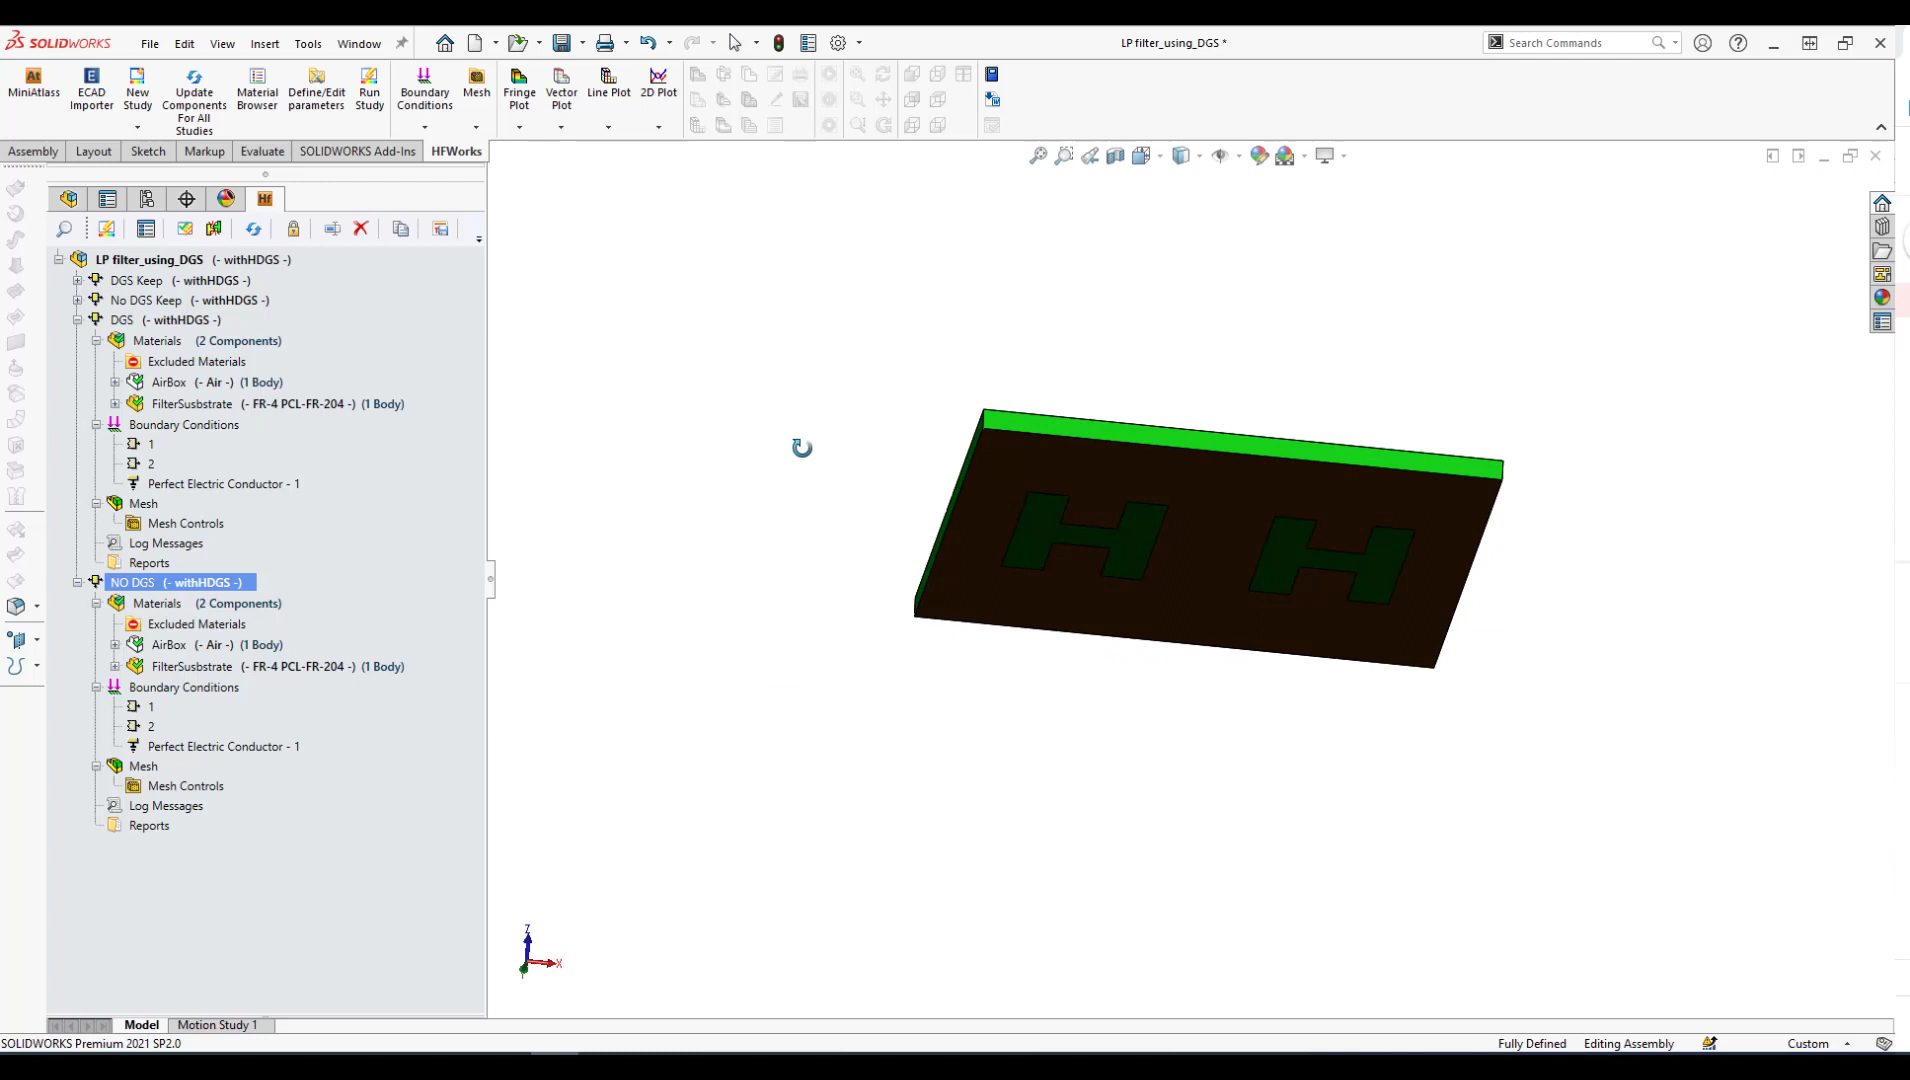 SOLIDWORKS File Edit View Insert Tools Window LP filter_using_DGS * Search Commands
MiniAtlass ECAD Importer New Study Update Components For All Studies Material Browser Define/Edit parameters Run Study Boundary Conditions Mesh Fringe Plot Vector Plot Line Plot 2D Plot
Assembly Layout Sketch Markup Evaluate SOLIDWORKS Add-Ins HFWorks
LP filter_using_DGS (- withHDGS -)
DGS Keep (- withHDGS -)
No DGS Keep (- withHDGS -)
DGS (- withHDGS -)
Materials (2 Components)
Excluded Materials
AirBox (- Air -) (1 Body)
FilterSusbstrate (- FR-4 PCL-FR-204 -) (1 Body)
Boundary Conditions
1
2
Perfect Electric Conductor - 1
Mesh
Mesh Controls
Log Messages
Reports
NO DGS (- withHDGS -)
Materials (2 Components)
Excluded Materials
AirBox (- Air -) (1 Body)
FilterSusbstrate (- FR-4 PCL-FR-204 -) (1 Body)
Boundary Conditions
1
2
Perfect Electric Conductor - 1
Mesh
Mesh Controls
Log Messages
Reports
Z
X
Y
Model Motion Study 1
SOLIDWORKS Premium 2021 SP2.0 Fully Defined Editing Assembly Custom